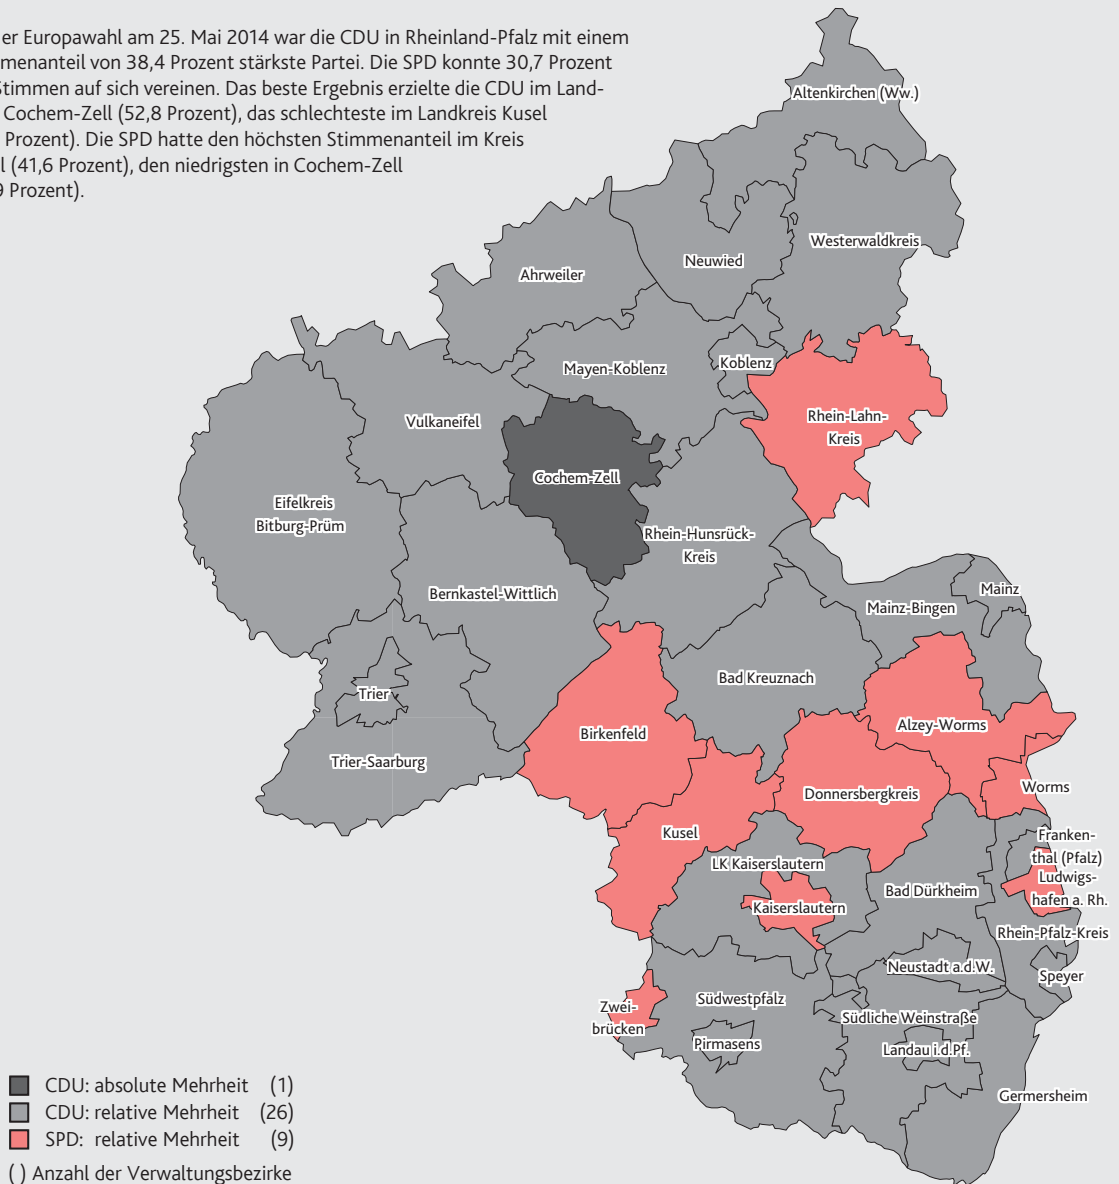 er Europawahl am 25. Mai 2014 war die CDU in Rheinland-Pfalz mit einem
menanteil von 38,4 Prozent stärkste Partei. Die SPD konnte 30,7 Prozent
Stimmen auf sich vereinen. Das beste Ergebnis erzielte die CDU im Land-
Cochem-Zell (52,8 Prozent), das schlechteste im Landkreis Kusel
Prozent). Die SPD hatte den höchsten Stimmenanteil im Kreis
l (41,6 Prozent), den niedrigsten in Cochem-Zell
9 Prozent).
Altenkirchen (Ww.)
Westerwaldkreis
Neuwied
Ahrweiler
Mayen-Koblenz
Koblenz
Rhein-Lahn-
Kreis
Vulkaneifel
Cochem-Zell
Eifelkreis
Bitburg-Prüm
Rhein-Hunsrück-
Kreis
Bernkastel-Wittlich
Mainz
Mainz-Bingen
Bad Kreuznach
Trier
Alzey-Worms
Birkenfeld
Trier-Saarburg
Worms
Donnersbergkreis
Kusel
Franken-
thal (Pfalz)
LK Kaiserslautern
Ludwigs-
hafen a. Rh.
Bad Dürkheim
Kaiserslautern
Rhein-Pfalz-Kreis
Neustadt a.d.W.
Speyer
Südwestpfalz
Zwei-
brücken
Südliche Weinstraße
Pirmasens
Landau i.d.Pf.
Germersheim
CDU: absolute Mehrheit (1)
CDU: relative Mehrheit (26)
SPD: relative Mehrheit (9)
( ) Anzahl der Verwaltungsbezirke